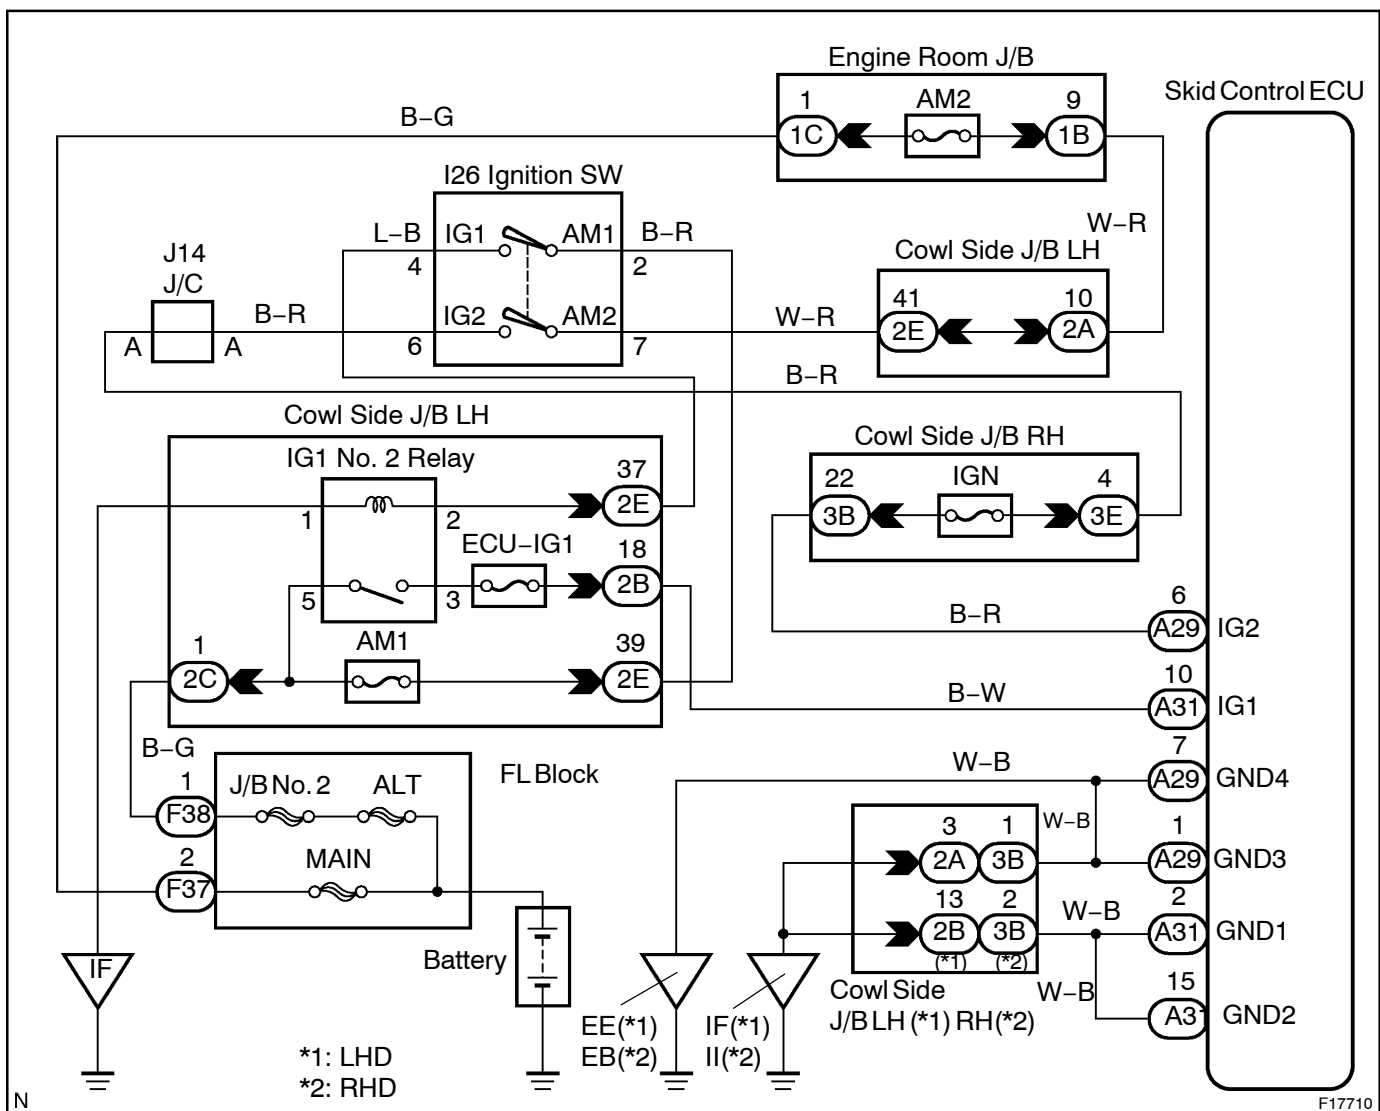 Engine Room J/B
Skid Control ECU
1
AM2
9
B–G
1C
1B
I26 Ignition SW
W–R
L–B
IG1
AM1
B–R
4
2
Cowl Side J/B LH
J14
J/C
41
10
B–R
IG2
AM2
W–R
2E
2A
A
A
6
7
B–R
Cowl Side J/B LH
Cowl Side J/B RH
IG1 No. 2 Relay
37
22
IGN
4
2E
1
2
3B
3E
ECU–IG1
18
2B
5
3
6
B–R
A29
IG2
1
AM1
39
2C
2E
10
B–W
A31
IG1
B–G
7
1
J/B No. 2
ALT
FL Block
W–B
A29
GND4
F38
3
1
W–B
1
2
MAIN
2A
3B
A29
GND3
F37
13
2
2
W–B
2B
3B
A31
GND1
(*1)
(*2)
IF
Battery
15
Cowl Side
W–B
J/B LH (*1) RH(*2)
A31
GND2
EE(*1)
IF(*1)
EB(*2)
II(*2)
*1: LHD
*2: RHD
N
F17710